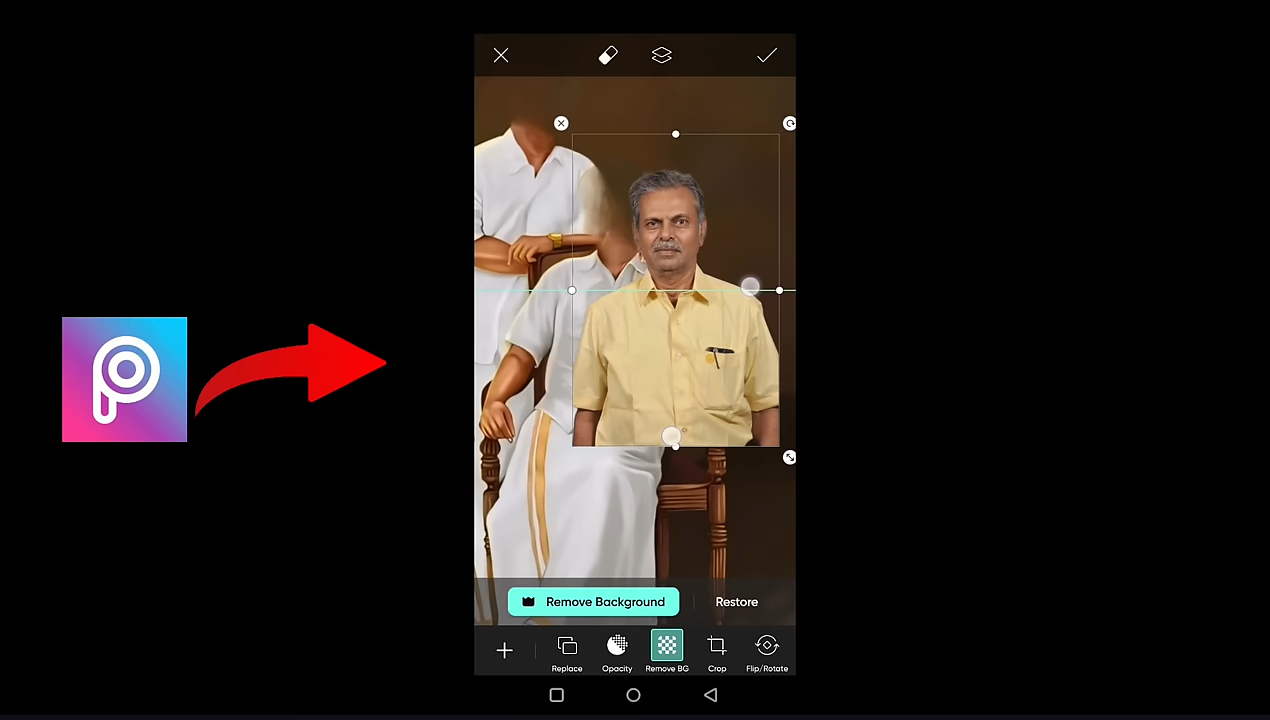 Remove Background
Restore
Replace
Opacity
Remove BG
Crop
Flip/Rotate